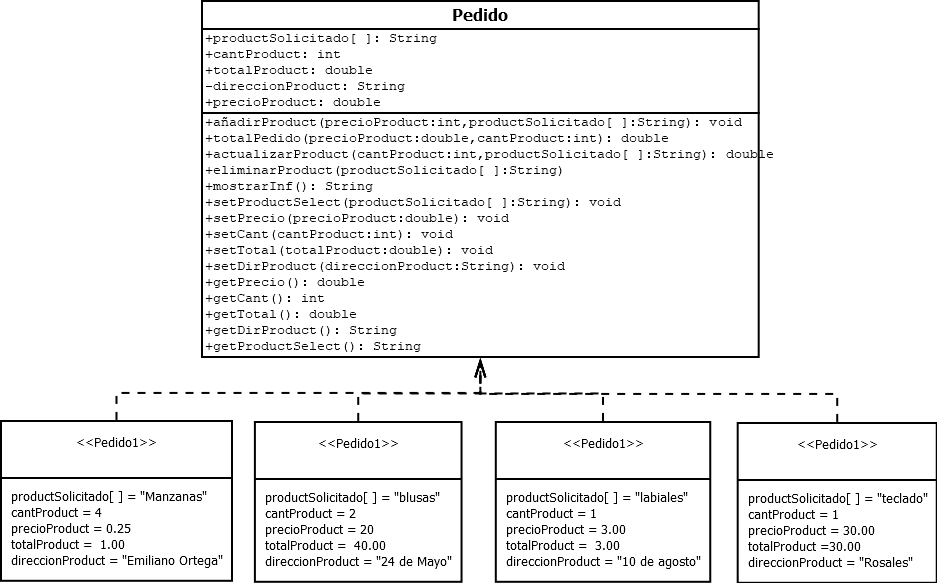 Pedido
+productSolicitado[ ]: String
+cantProduct: int
+totalProduct: double
-direccionProduct: String
+precioProduct: double
+añadirProduct(precioProduct:int,productSolicitado[ ]:String): void
+totalPedido(precioProduct:double,cantProduct:int): double
+actualizarProduct(cantProduct:int,productSolicitado[ ]:String): double
+eliminarProduct(productSolicitado[ ]:String)
+mostrarInf(): String
+setProductSelect(productSolicitado[ ]:String): void
+setPrecio(precioProduct:double): void
+setCant(cantProduct:int): void
+setTotal(totalProduct:double): void
+setDirProduct(direccionProduct:String): void
+getPrecio(): double
+getCant(): int
+getTotal(): double
+getDirProduct(): String
+getProductSelect(): String
<<Pedido1>>
productSolicitado[ ] = "Manzanas"
cantProduct = 4
precioProduct = 0.25
totalProduct =  1.00
direccionProduct = "Emiliano Ortega"
<<Pedido1>>
productSolicitado[ ] = "blusas"
cantProduct = 2
precioProduct = 20
totalProduct =  40.00
direccionProduct = "24 de Mayo"
<<Pedido1>>
productSolicitado[ ] = "labiales"
cantProduct = 1
precioProduct = 3.00
totalProduct =  3.00
direccionProduct = "10 de agosto"
<<Pedido1>>
productSolicitado[ ] = "teclado"
cantProduct = 1
precioProduct = 30.00
totalProduct =30.00
direccionProduct = "Rosales"